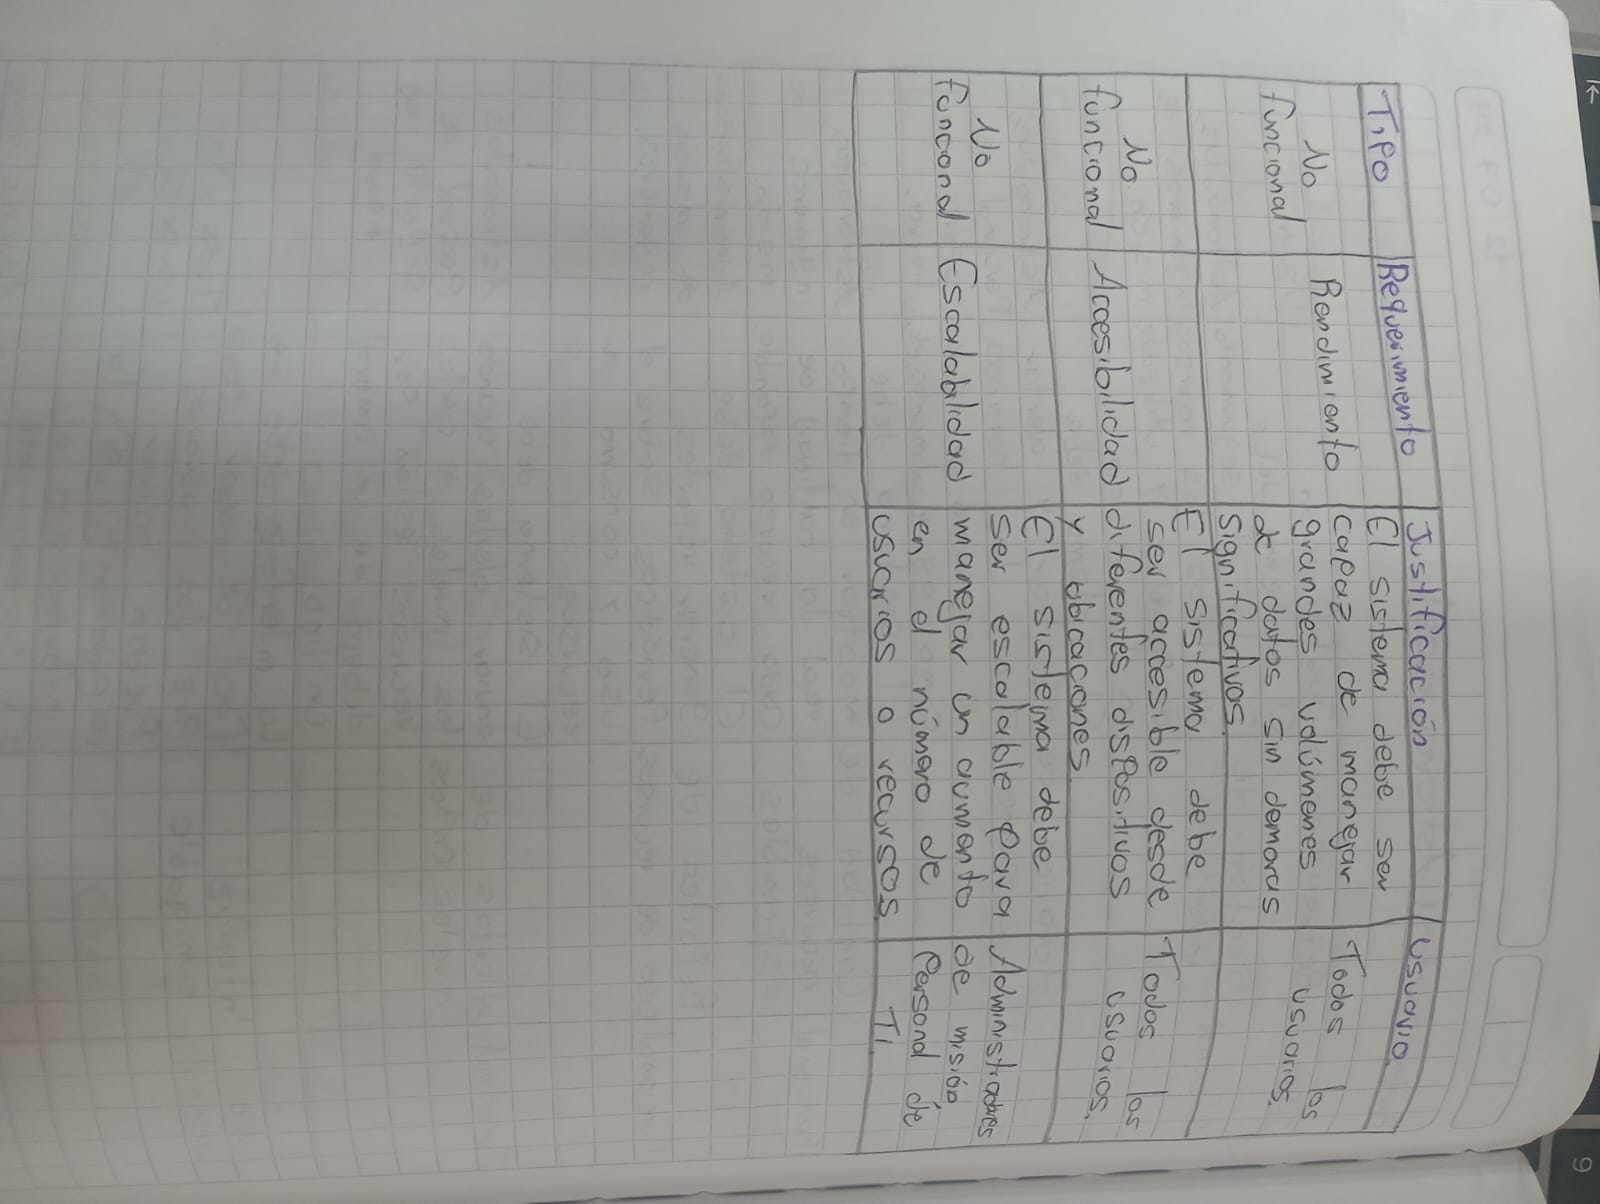 Tipo Requerimiento Justificación Usuario
No funcional
Rendimiento
El sistema debe ser
capaz de manejar
grandes volúmenes
de datos sin demoras
significativas
Todos los
usuarios.
No funcional
Accesibilidad
El sistema debe
ser accesible desde
diferentes dispositivos
y ubicaciones
Todos los
usuarios.
No funcional
Escalabilidad
El sistema debe
ser escalable para
manejar un aumento
en el número de
usuarios o recursos
Administradores
de misión,
Personal de
TI
9